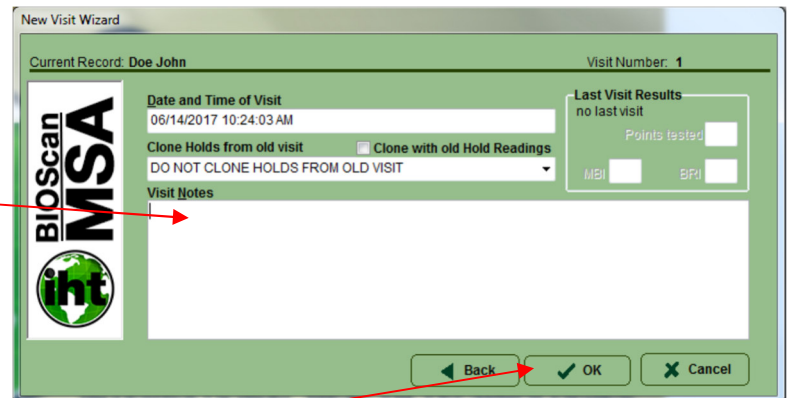 New Visit Wizard
Current Record: Doe John
Visit Number: 1
BIOScan
MSA
iht
Date and Time of Visit
06/14/2017 10:24:03 AM
Clone Holds from old visit
Clone with old Hold Readings
DO NOT CLONE HOLDS FROM OLD VISIT
Visit Notes
Last Visit Results
no last visit
Points tested
MBI
BRI
Back
OK
Cancel